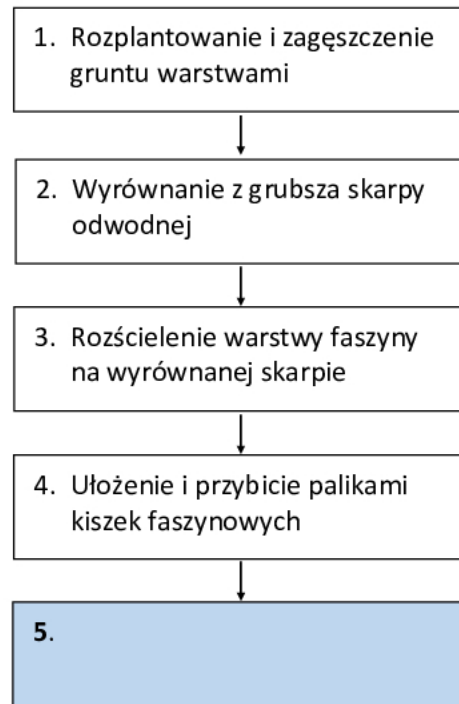 1. Rozplantowanie i zagęszczenie
gruntu warstwami
2. Wyrównanie z grubsza skarpy
odwodnej
3. Rozścielenie warstwy faszyny
na wyrównanej skarpie
4. Ułożenie i przybicie palikami
kiszek faszynowych
5.